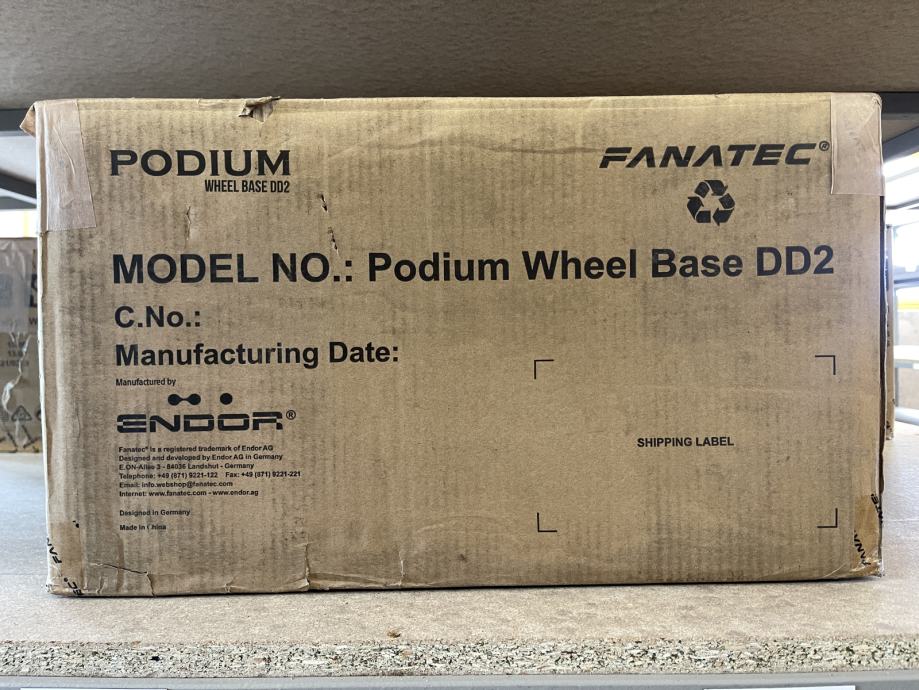 PODIUM
WHEEL BASE DD2
FANATEC®
MODEL NO.: Podium Wheel Base DD2
C.No.:
Manufacturing Date:
Manufactured by
ENDOR®
Fanatec® is a registered trademark of Endor AG
Designed and developed by Endor AG in Germany
E.ON-Allee 3 - 84036 Landshut - Germany
Telephone: +49 (871) 9221-122 Fax: +49 (871) 9221-221
Email: info.webshop@fanatec.com
Internet: www.fanatec.com - www.endor.ag
Designed in Germany
Made in China
SHIPPING LABEL